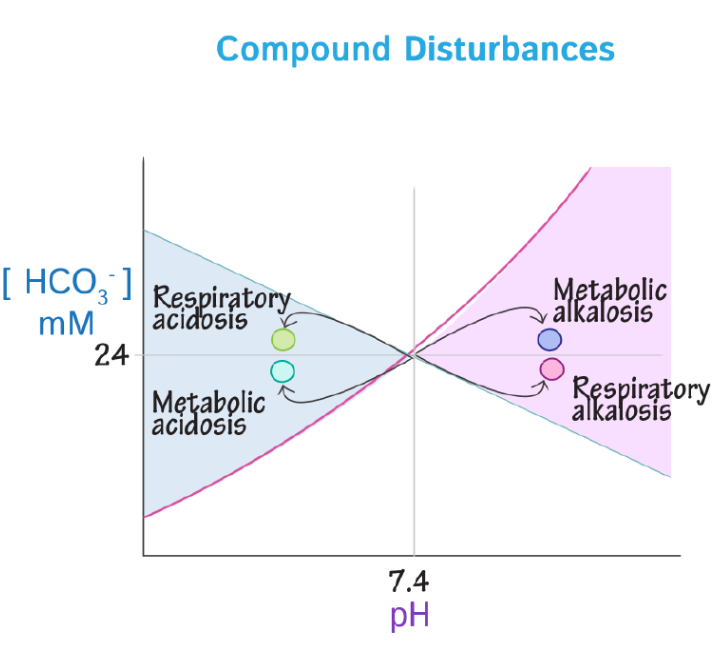 Compound Disturbances
[ HCO3- ]
mM
24
Respiratory
acidosis
Metabolic
acidosis
Metabolic
alkalosis
Respiratory
alkalosis
7.4
pH